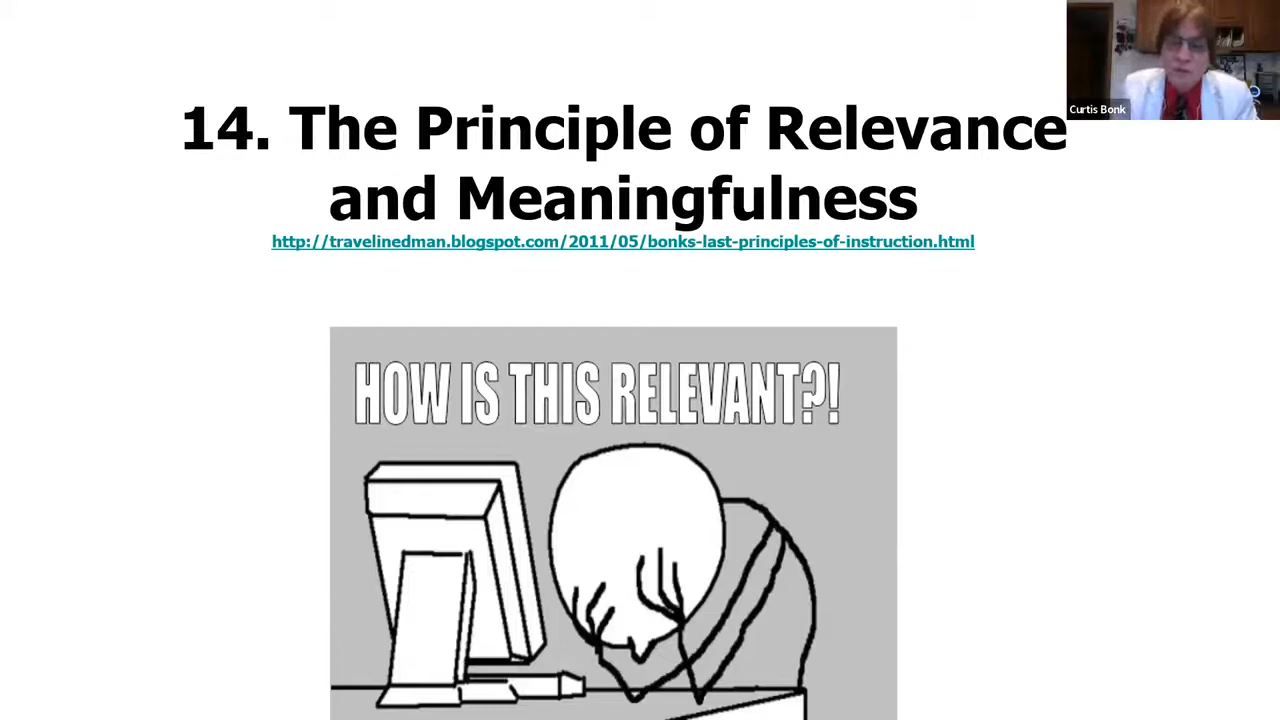 14. The Principle of Relevance
and Meaningfulness
http://travelinedman.blogspot.com/2011/05/bonks-last-principles-of-instruction.html
Curtis Bonk
HOW IS THIS RELEVANT?!